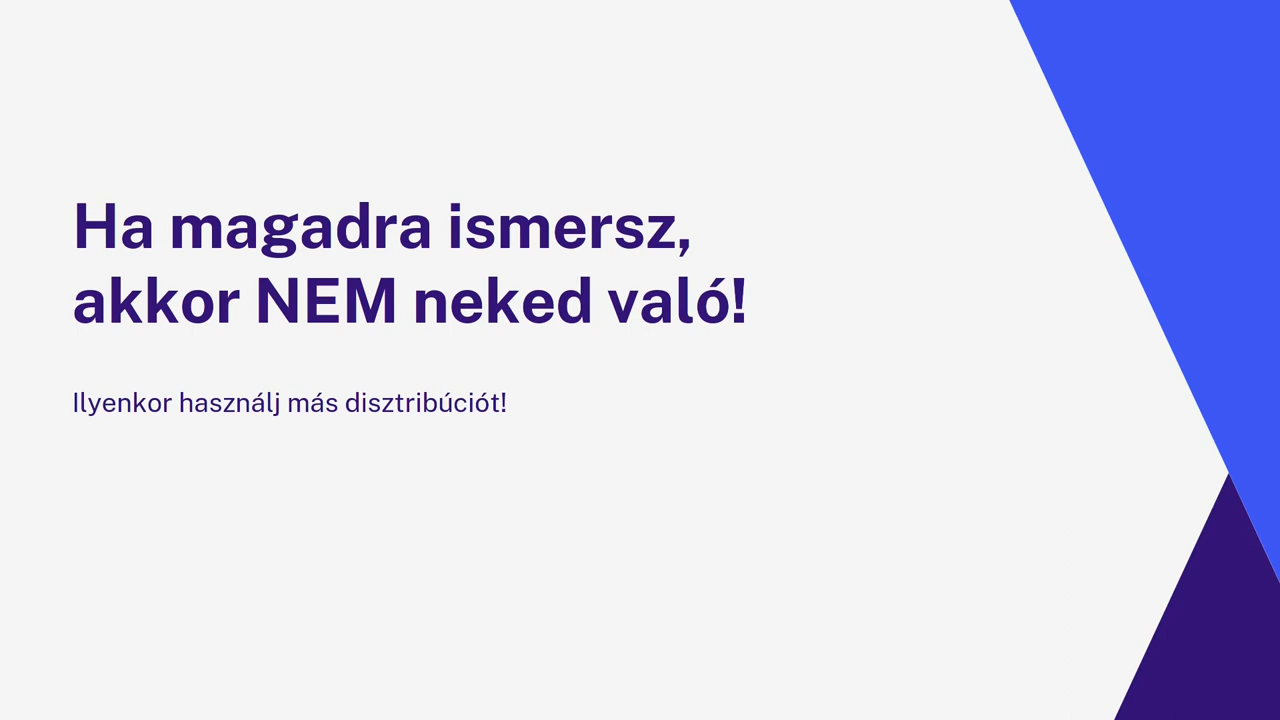 Ha magadra ismersz,
akkor NEM neked való!
Ilyenkor használj más disztribúciót!